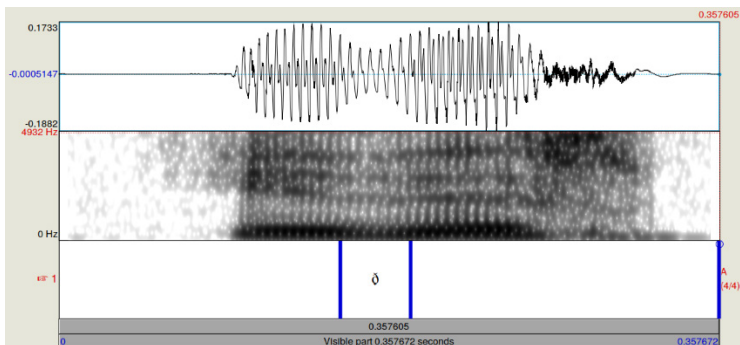 0.357605
0.1733
-0.0005147
-0.1882
4932 Hz
0 Hz
1
ð
A
(4/4)
0.357605
0
Visible part 0.357672 seconds
0.357672